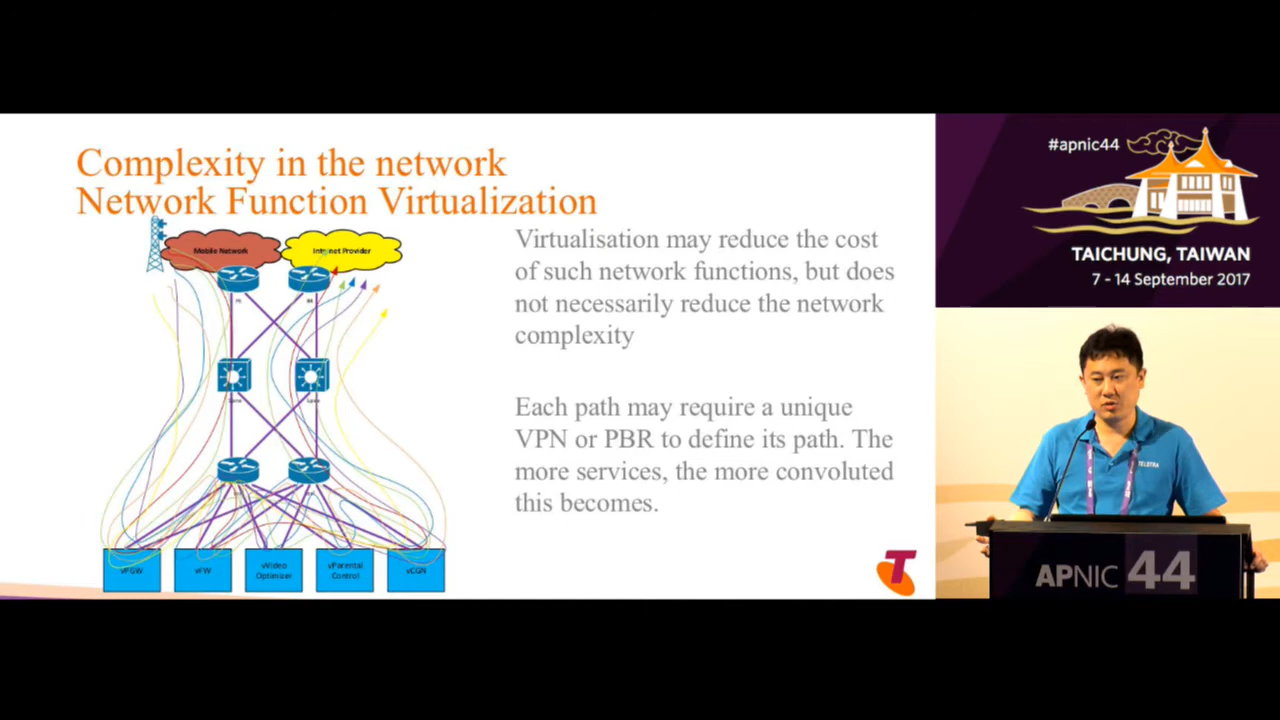 Complexity in the network
Network Function Virtualization
Mobile Network
Internet Provider
Virtualisation may reduce the cost
of such network functions, but does
not necessarily reduce the network
complexity
Each path may require a unique
VPN or PBR to define its path. The
more services, the more convoluted
this becomes.
vPGW
vFW
vVideo
Optimizer
vParental
Control
vCGN
T
#apnic44
TAICHUNG, TAIWAN
7 - 14 September 2017
TELSTRA
APNIC 44